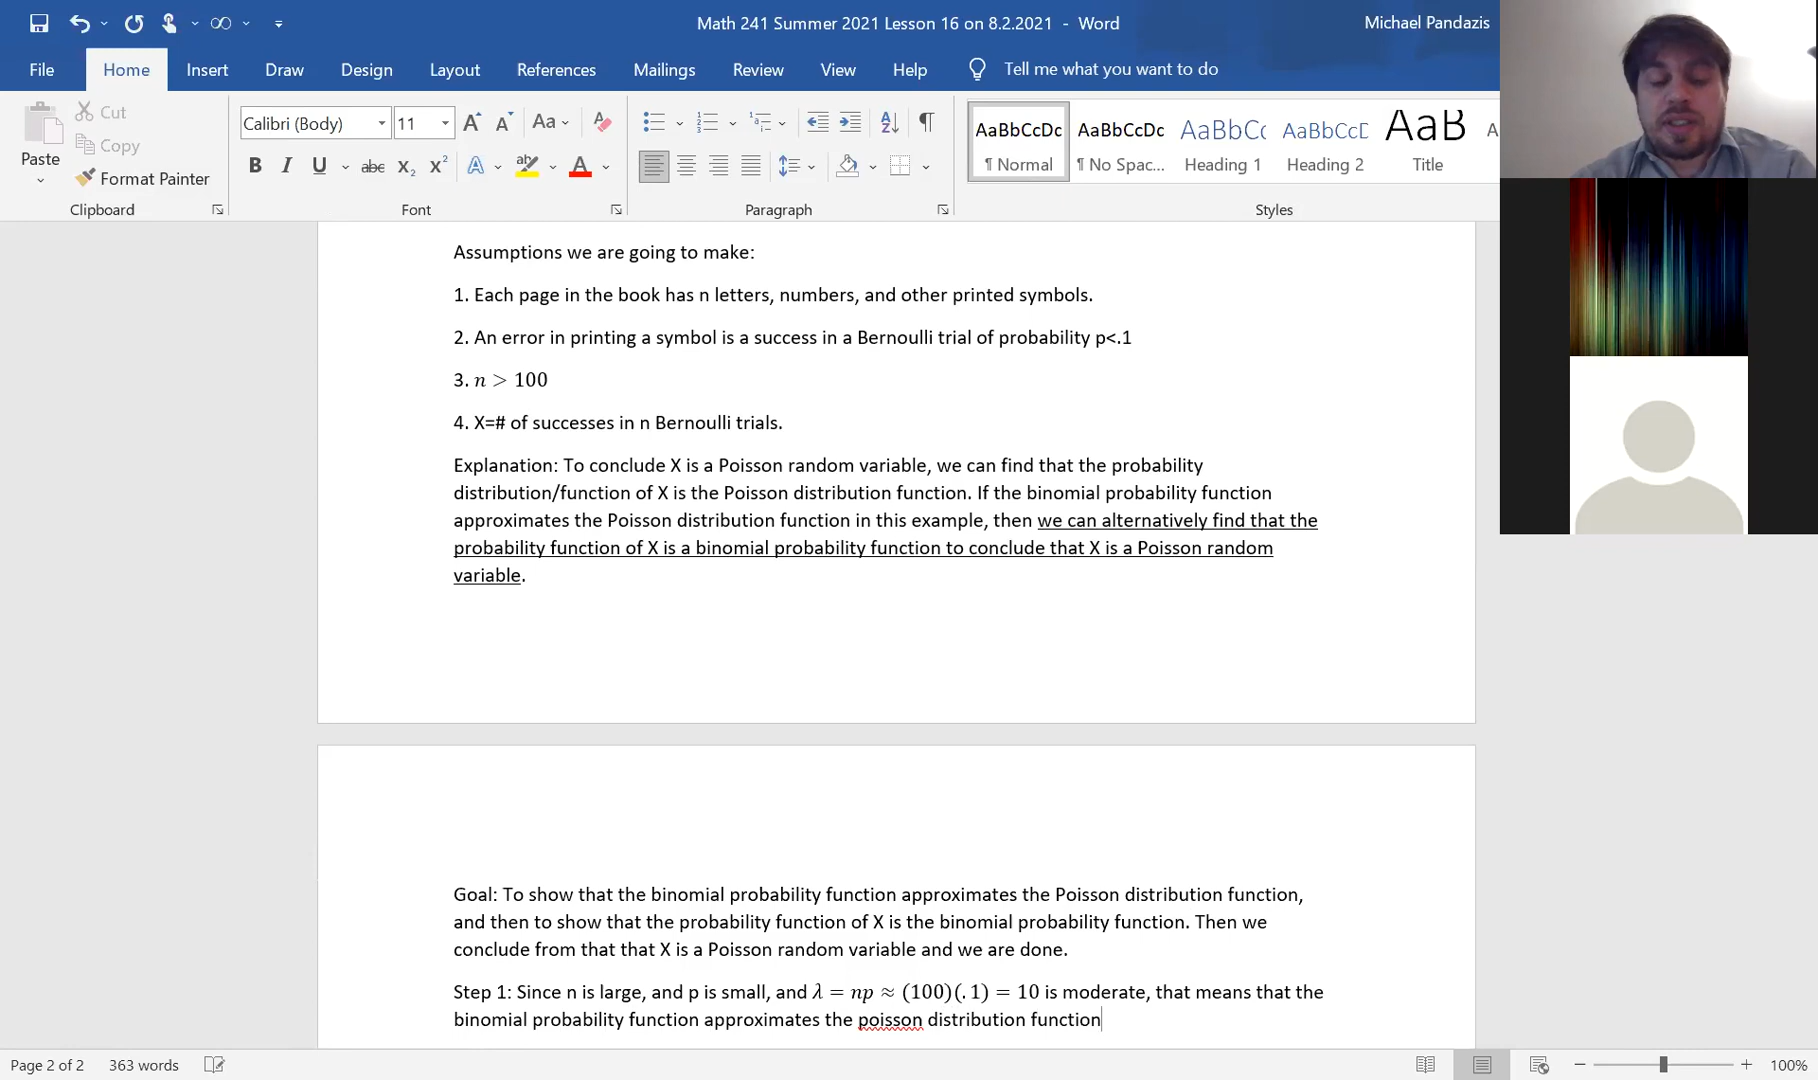 Math 241 Summer 2021 Lesson 16 on 8.2.2021 - Word
Michael Pandazis
File Home Insert Draw Design Layout References Mailings Review View Help Tell me what you want to do
Paste
Cut
Copy
Format Painter
Clipboard
Calibri (Body) 11
Font
Paragraph
AaBbCcDc AaBbCcDc AaBbCc AaBbCcD AaB
¶ Normal ¶ No Spac... Heading 1 Heading 2 Title
Styles
Assumptions we are going to make:
1. Each page in the book has n letters, numbers, and other printed symbols.
2. An error in printing a symbol is a success in a Bernoulli trial of probability p<.1
3. n > 100
4. X=# of successes in n Bernoulli trials.
Explanation: To conclude X is a Poisson random variable, we can find that the probability
distribution/function of X is the Poisson distribution function. If the binomial probability function
approximates the Poisson distribution function in this example, then we can alternatively find that the
probability function of X is a binomial probability function to conclude that X is a Poisson random
variable.
Goal: To show that the binomial probability function approximates the Poisson distribution function,
and then to show that the probability function of X is the binomial probability function. Then we
conclude from that that X is a Poisson random variable and we are done.
Step 1: Since n is large, and p is small, and λ = np ≈ (100)(. 1) = 10 is moderate, that means that the
binomial probability function approximates the poisson distribution function
Page 2 of 2 363 words 100%